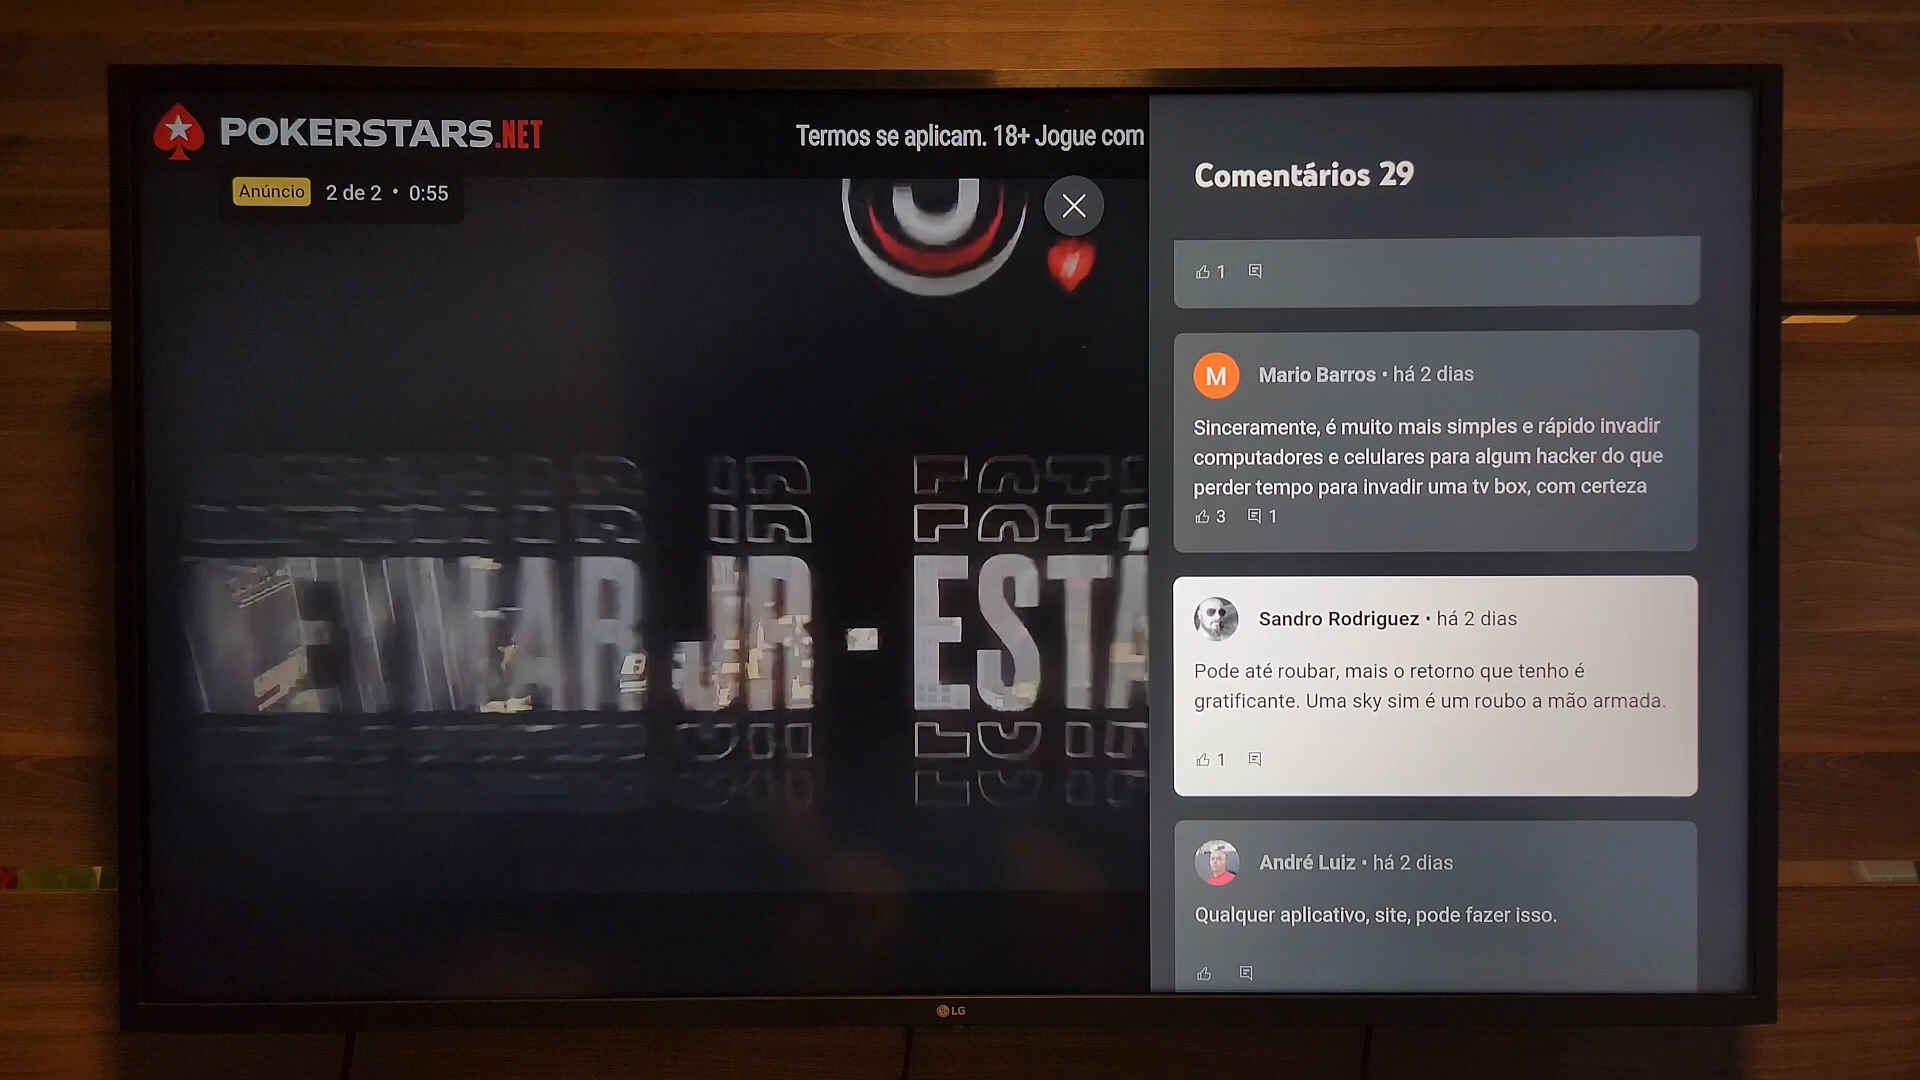 POKERSTARS.NET
Termos se aplicam. 18+ Jogue com
Anúncio 2 de 2 • 0:55
JR - ESTÁ
Comentários 29
1
M
Mario Barros • há 2 dias
Sinceramente, é muito mais simples e rápido invadir
computadores e celulares para algum hacker do que
perder tempo para invadir uma tv box, com certeza
3 1
Sandro Rodriguez • há 2 dias
Pode até roubar, mais o retorno que tenho é
gratificante. Uma sky sim é um roubo a mão armada.
1
André Luiz • há 2 dias
Qualquer aplicativo, site, pode fazer isso.
LG